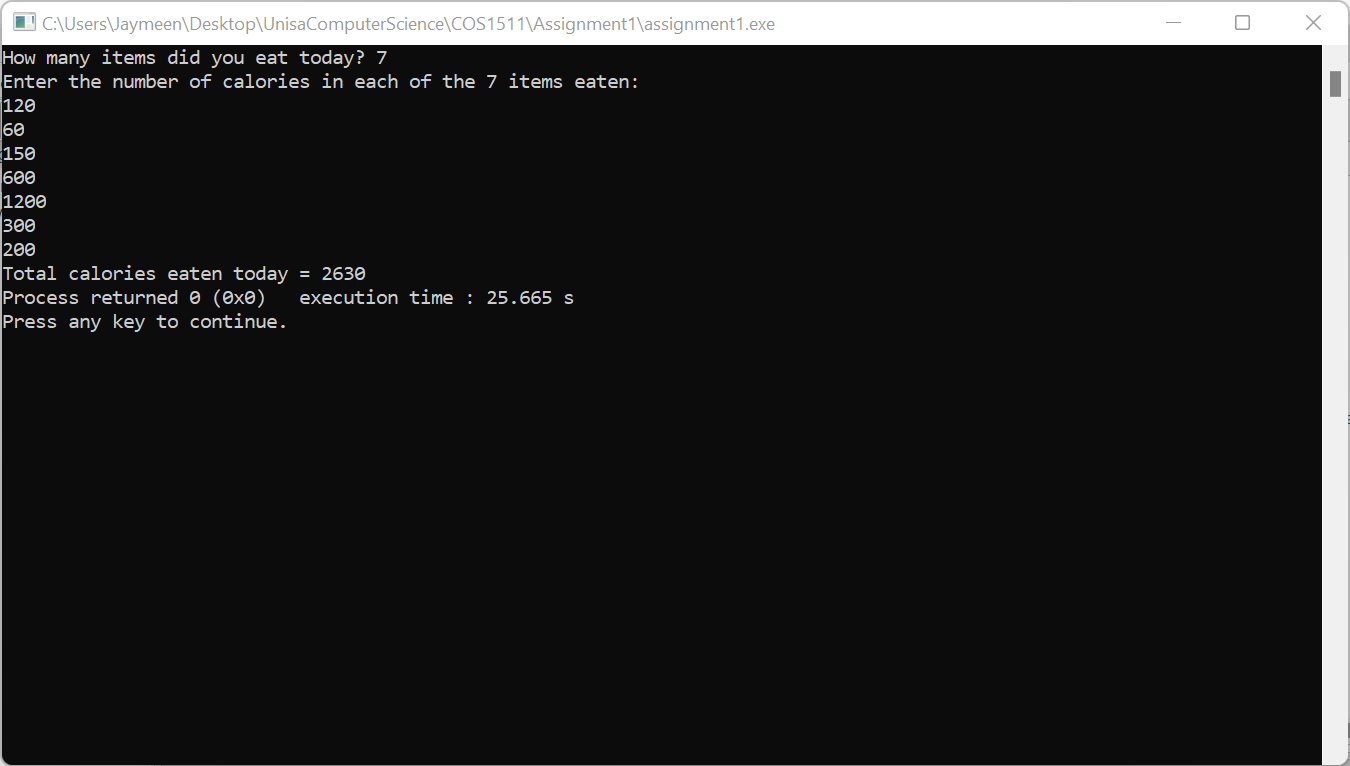 C:\Users\Jaymeen\Desktop\UnisaComputerScience\COS1511\Assignment1\assignment1.exe
How many items did you eat today? 7
Enter the number of calories in each of the 7 items eaten:
120
60
150
600
1200
300
200
Total calories eaten today = 2630
Process returned 0 (0x0)   execution time : 25.665 s
Press any key to continue.